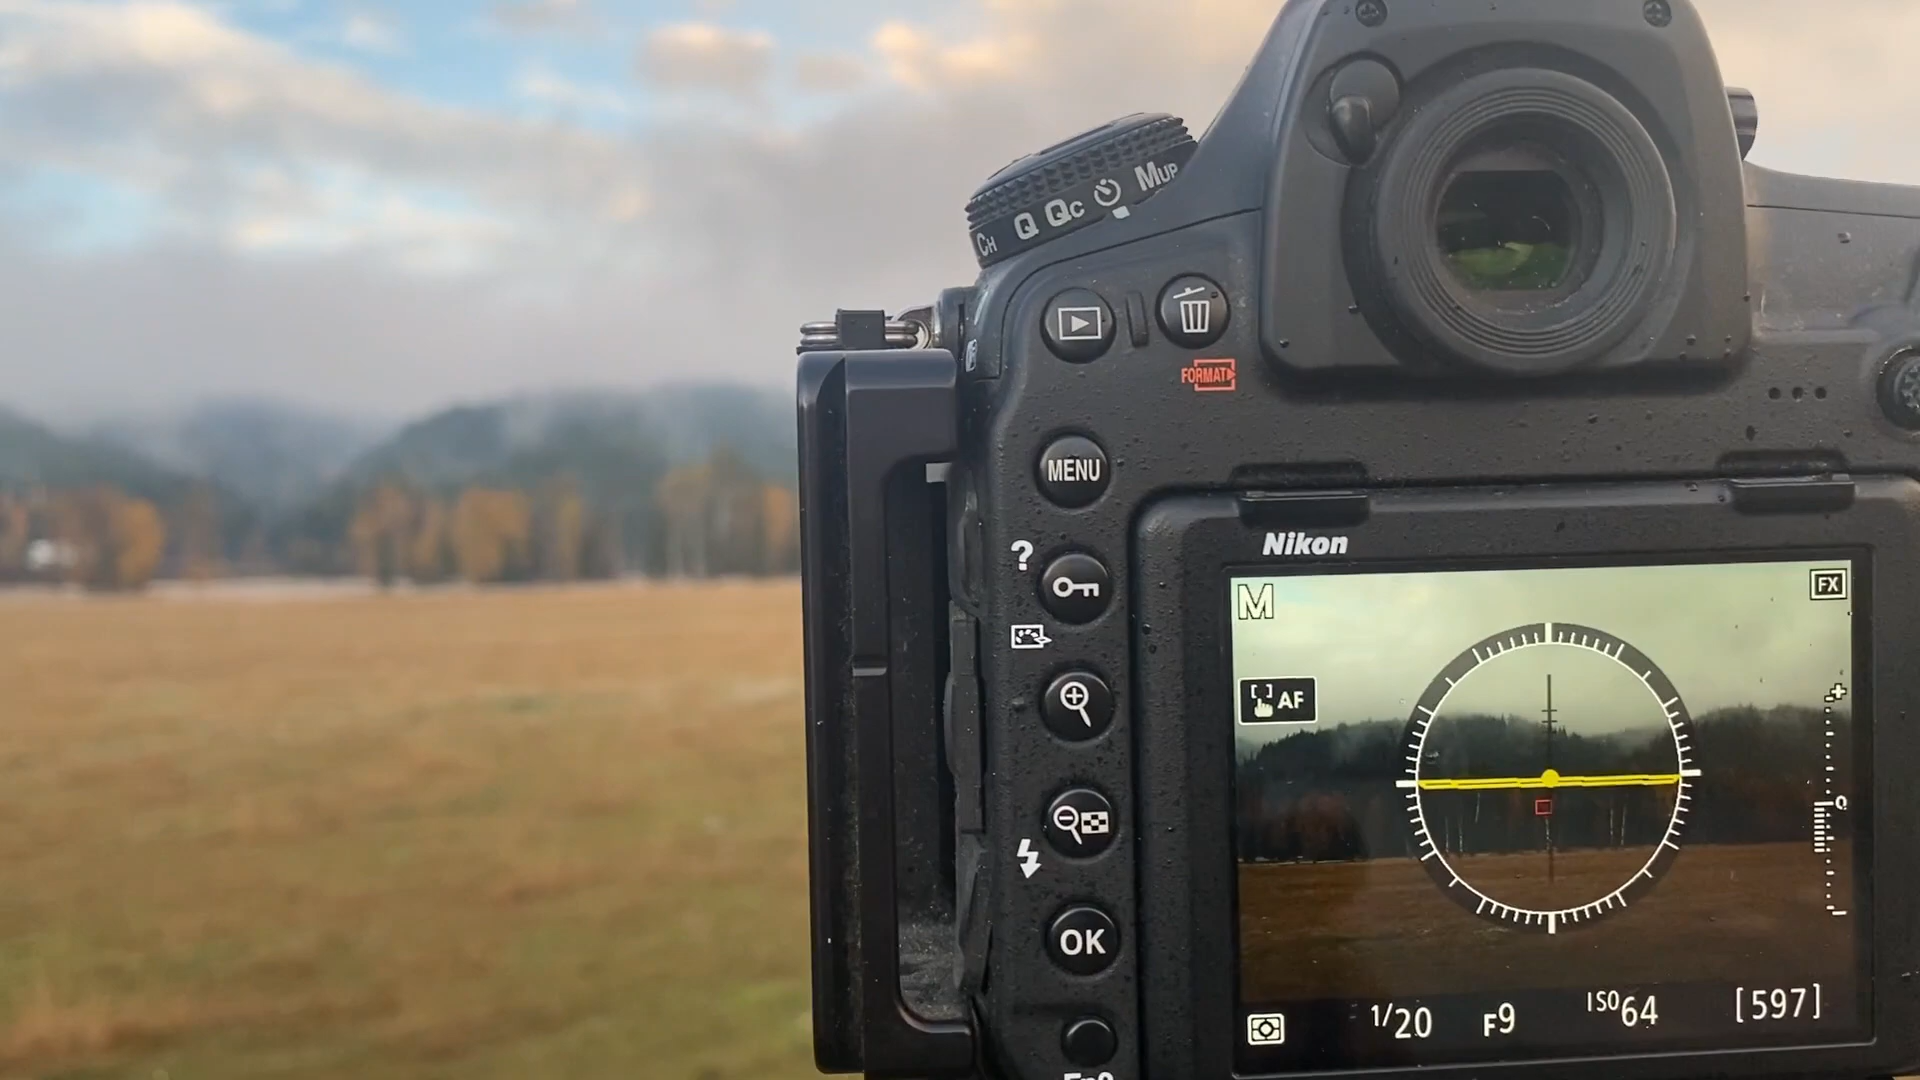 CH Q Qc MUP
FORMAT
MENU
?
Nikon
M
FX
AF
OK
1/20 F9 ISO64 [597]